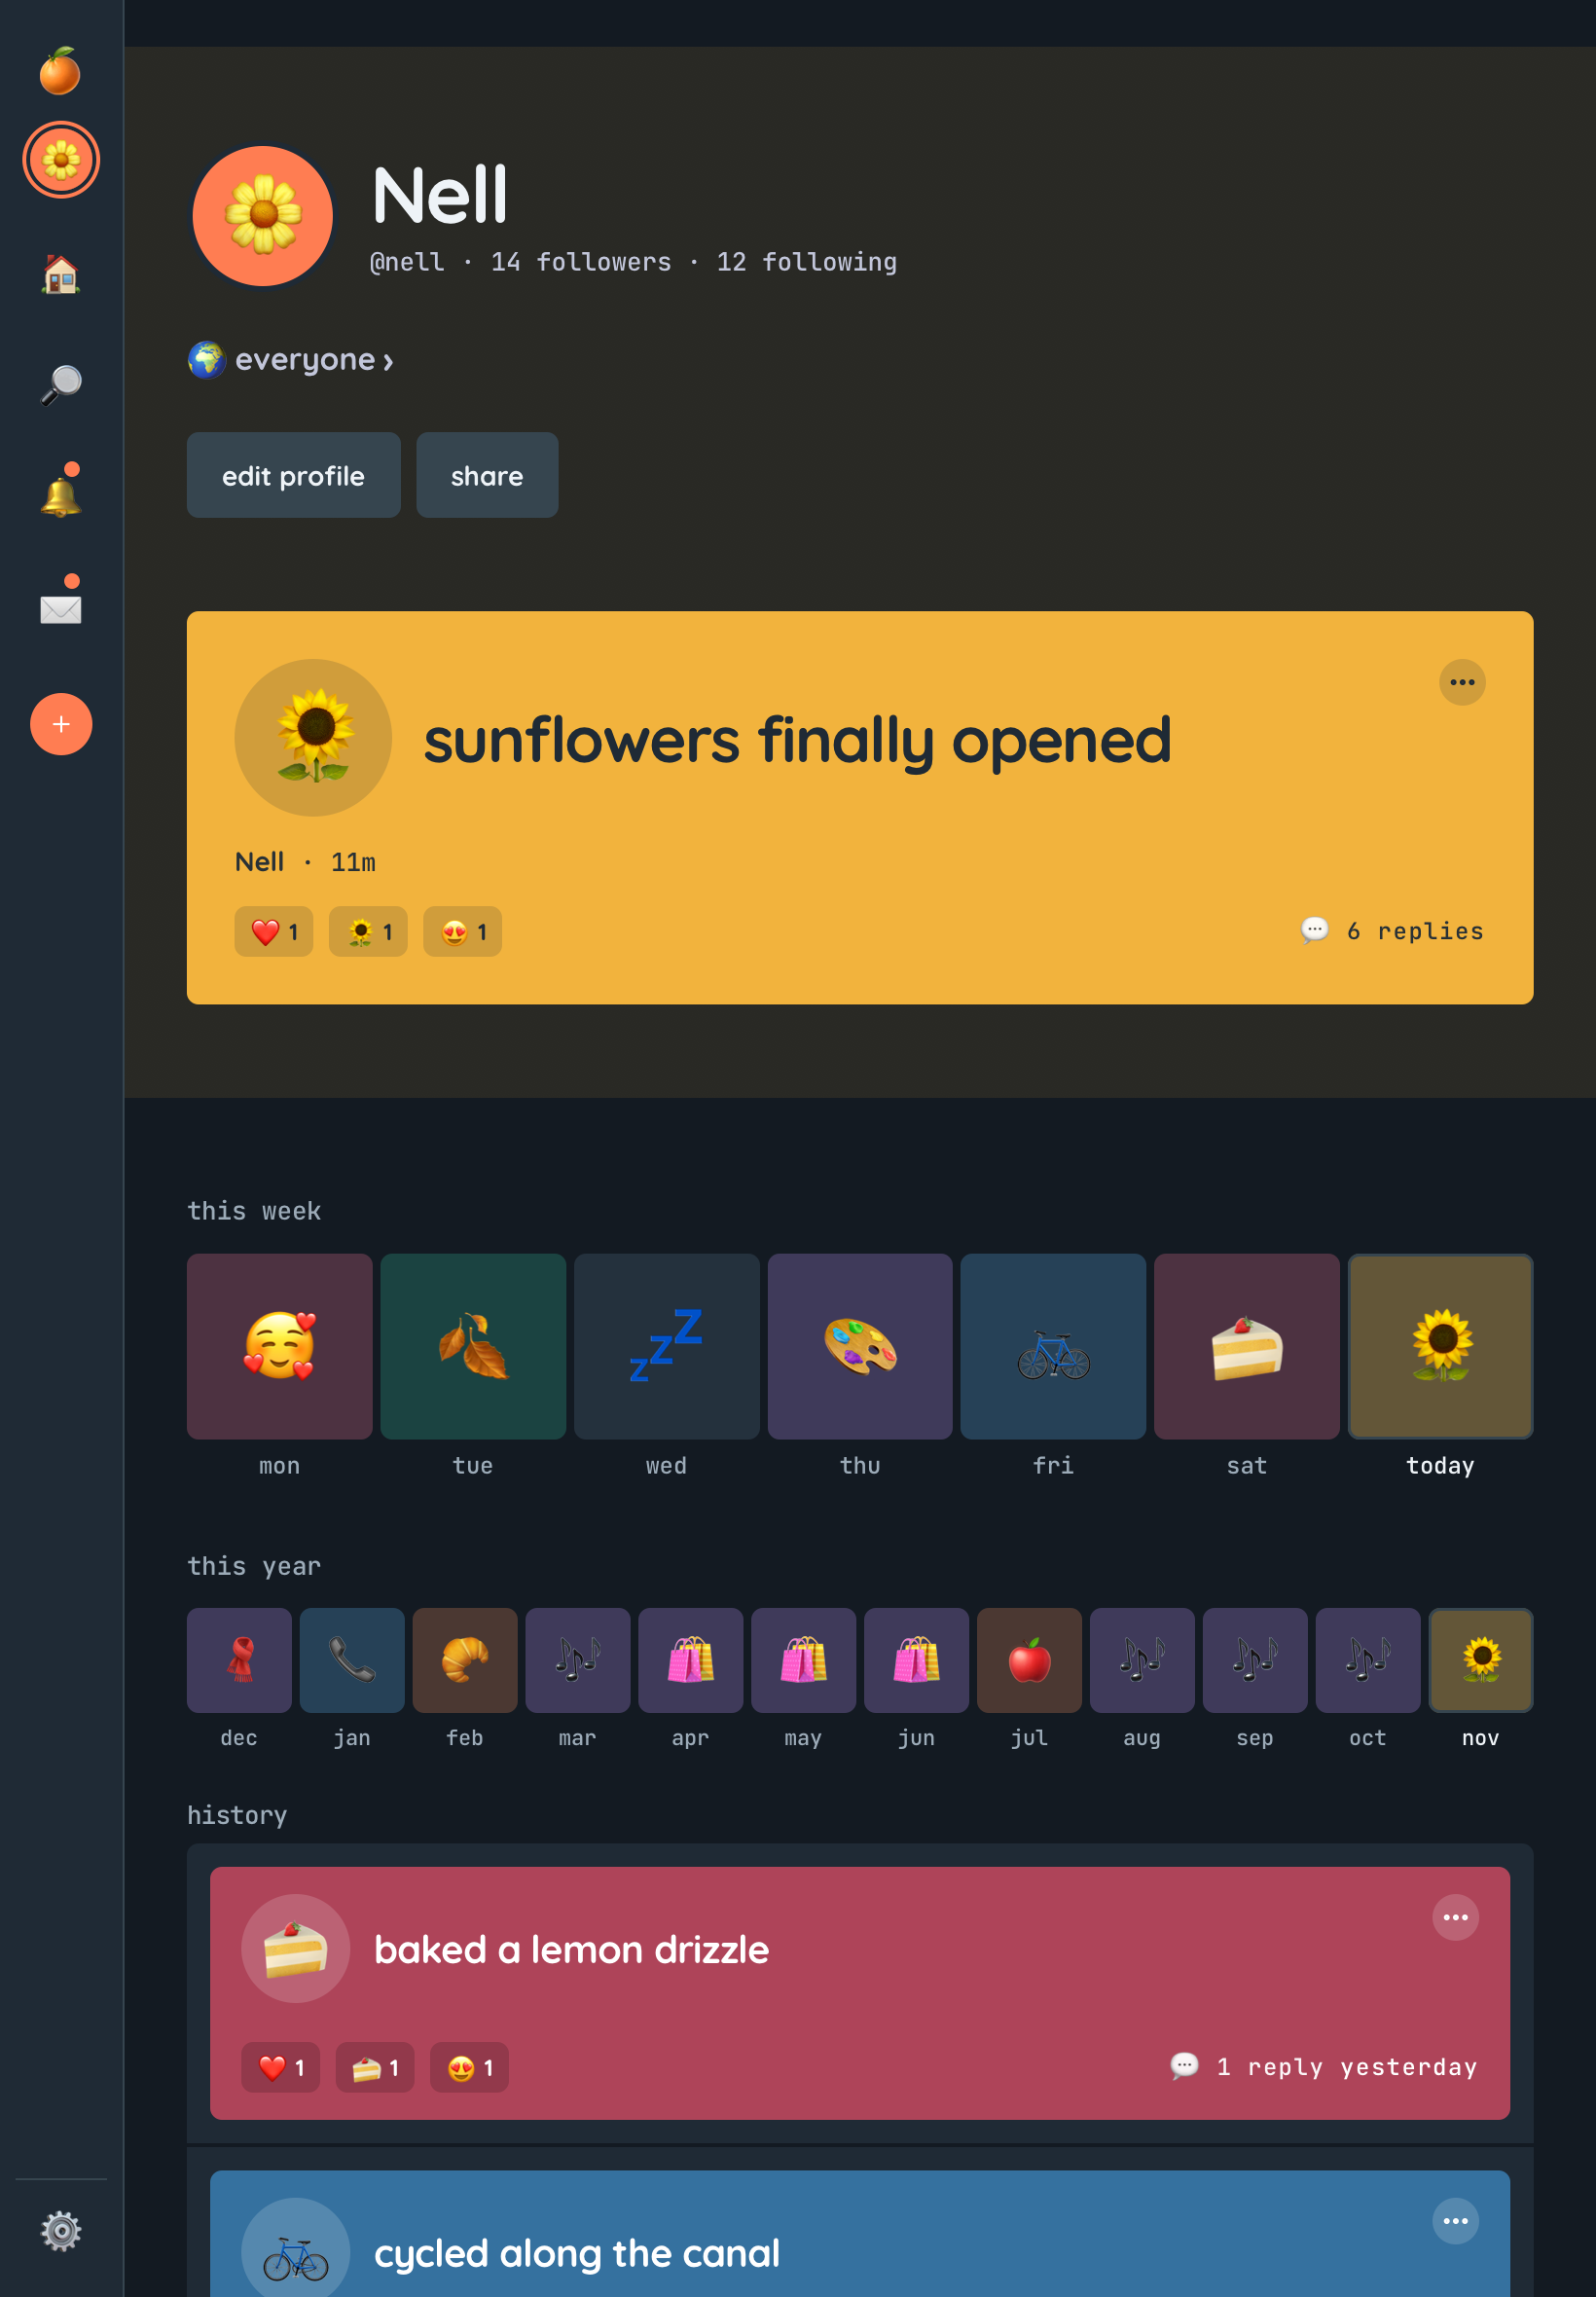 Nell
@nell · 14 followers · 12 following
everyone ›
edit profile
share
sunflowers finally opened
Nell · 11m
1 1 1
6 replies
this week
mon tue wed thu fri sat today
this year
dec jan feb mar apr may jun jul aug sep oct nov
history
baked a lemon drizzle
1 1 1
1 reply yesterday
cycled along the canal